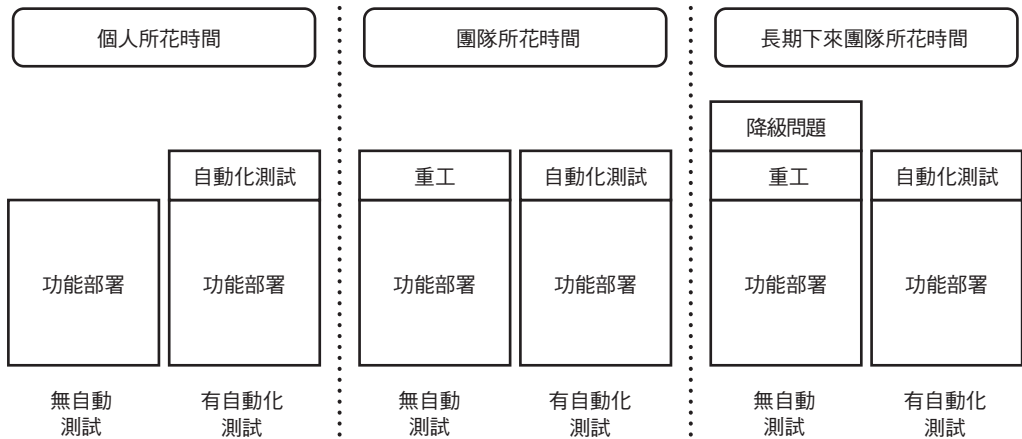 個人所花時間
團隊所花時間
長期下來團隊所花時間
降級問題
自動化測試
重工
自動化測試
重工
自動化測試
功能部署
功能部署
功能部署
功能部署
功能部署
功能部署
無自動
測試
有自動化
測試
無自動
測試
有自動化
測試
無自動
測試
有自動化
測試